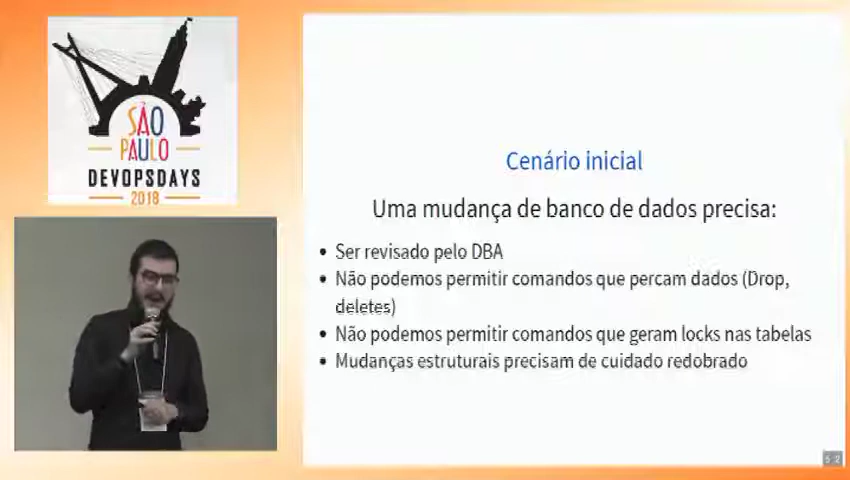 SÃO
PAULO
DEVOPSDAYS
2018
Cenário inicial
Uma mudança de banco de dados precisa:
• Ser revisado pelo DBA
• Não podemos permitir comandos que percam dados (Drop,
deletes)
• Não podemos permitir comandos que geram locks nas tabelas
• Mudanças estruturais precisam de cuidado redobrado
5.2